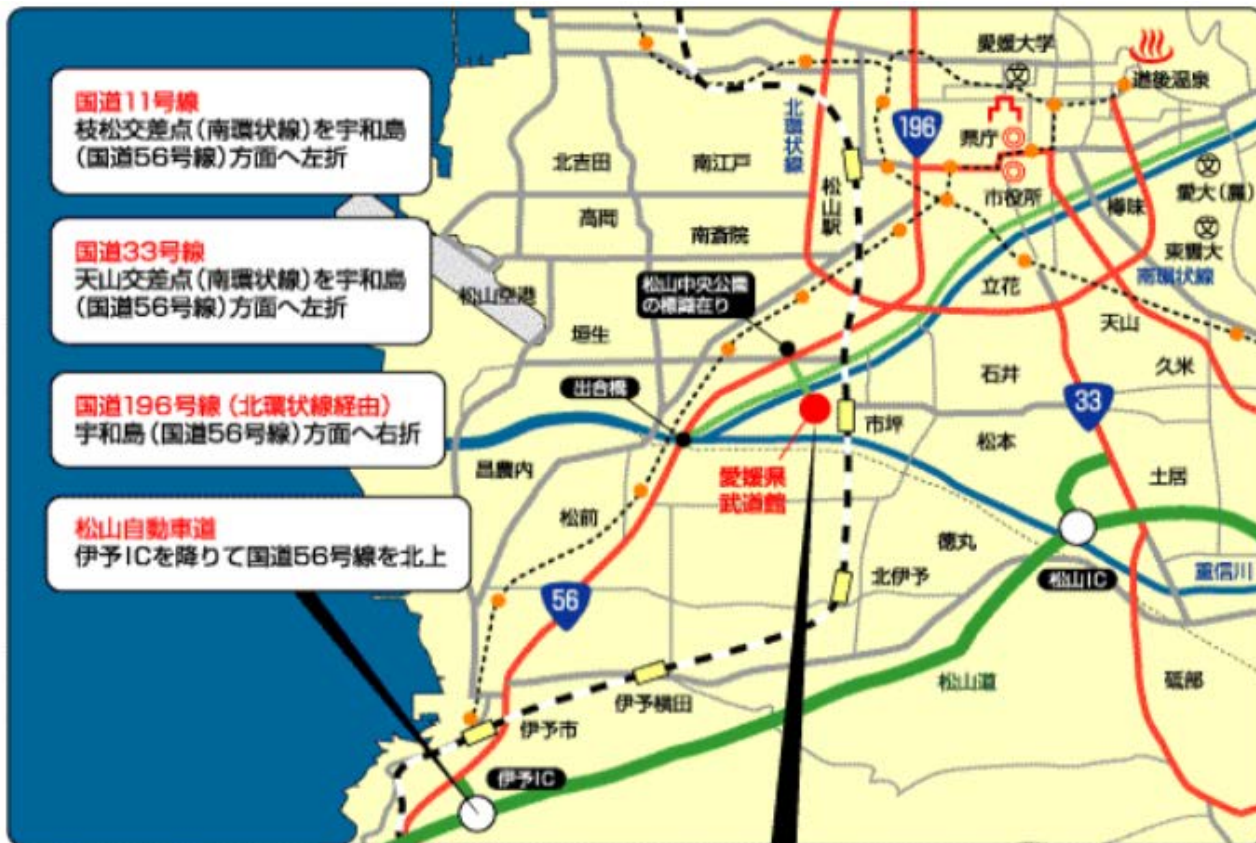 国道11号線
枝松交差点(南環状線)を宇和島
(国道56号線)方面へ左折
国道33号線
天山交差点(南環状線)を宇和島
(国道56号線)方面へ左折
国道196号線(北環状線経由)
宇和島(国道56号線)方面へ右折
松山自動車道
伊予ICを降りて国道56号線を北上
愛媛大学
文
道後温泉
196
県庁
北環状線
北吉田
南江戸
松山駅
市役所
文
愛大(農)
樽味
高岡
南斎院
文
東雲大
南環状線
松山空港
松山中央公園
の標識在り
立花
垣生
天山
久米
石井
出合橋
33
市坪
松本
愛媛県
武道館
昌農内
土居
松前
徳丸
北伊予
松山IC
重信川
56
松山道
砥部
伊予横田
伊予市
伊予IC